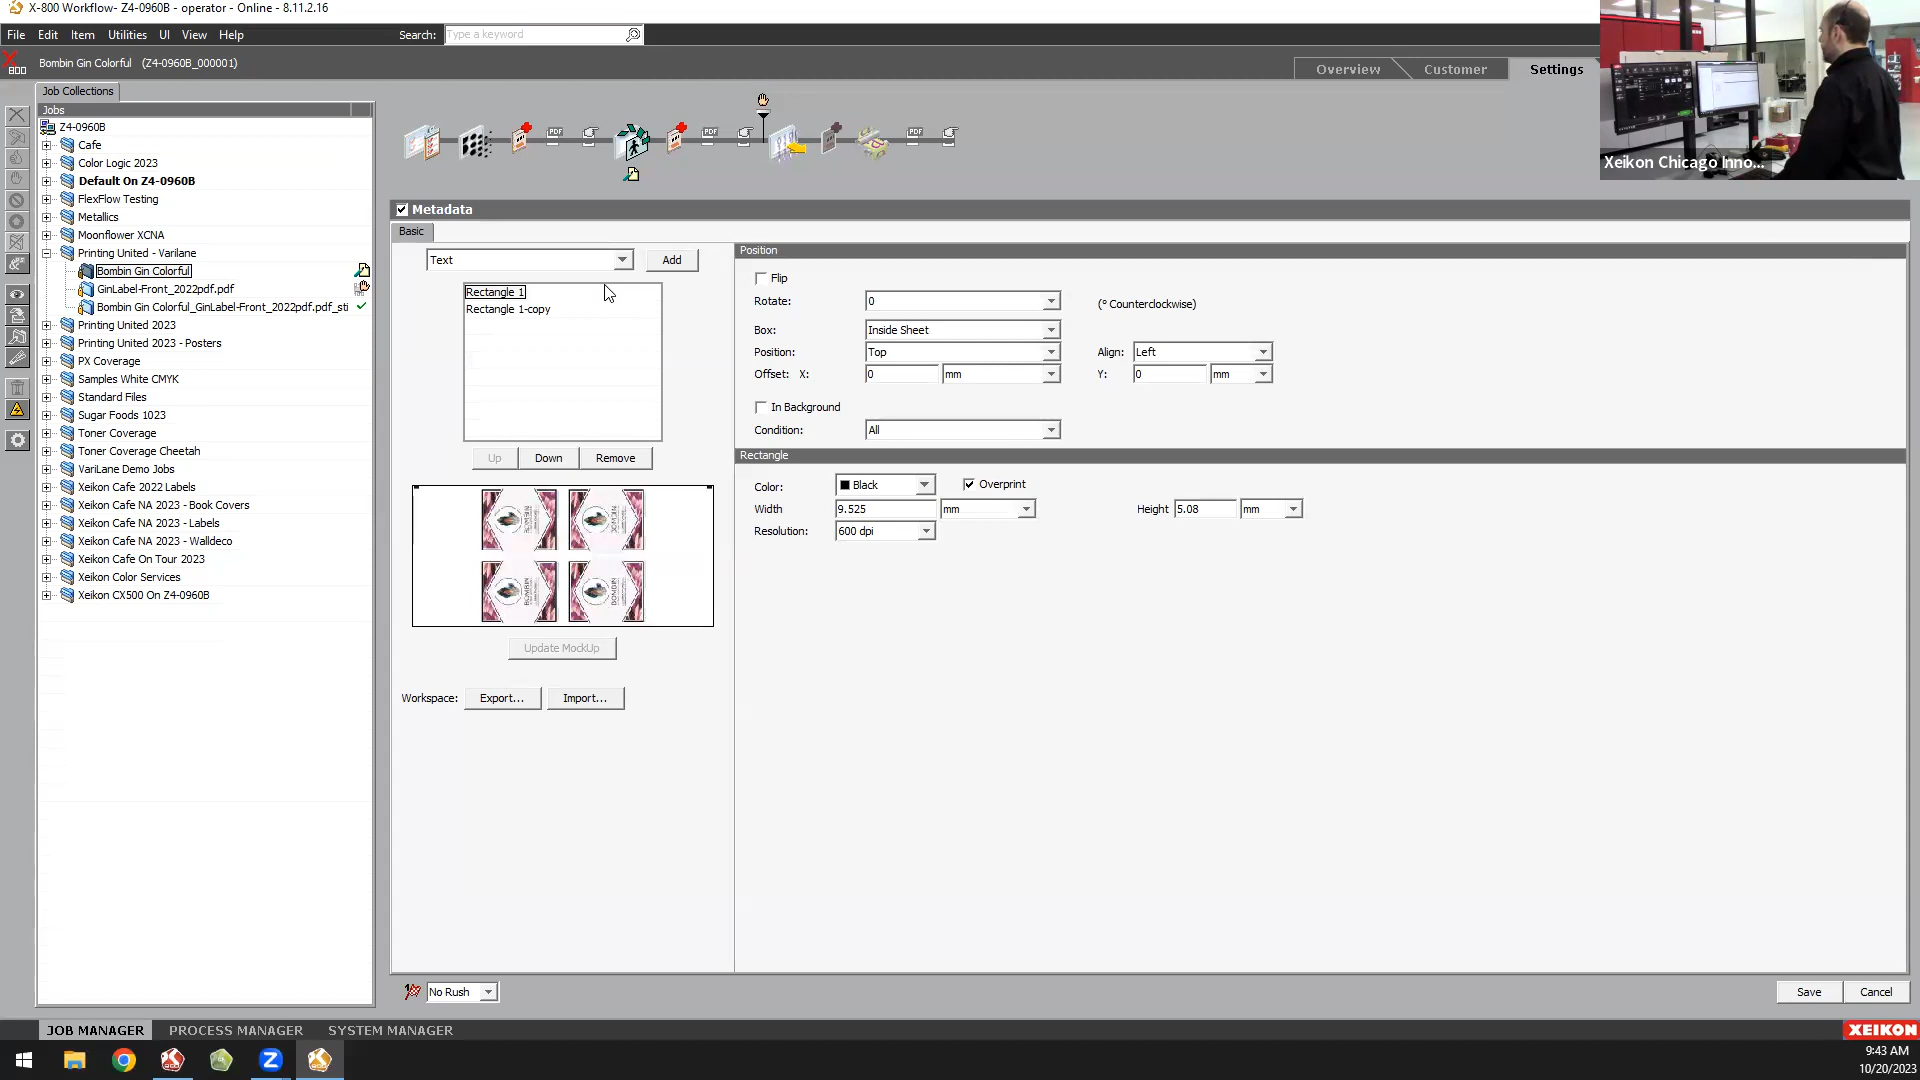 X-800 Workflow- Z4-0960B - operator - Online - 8.11.2.16
File Edit Item Utilities UI View Help Search: Type a keyword
800 Bombin Gin Colorful (Z4-0960B_000001)
Overview Customer Settings
Xeikon Chicago Inno...
Job Collections
Jobs
Z4-0960B
Cafe
Color Logic 2023
Default On Z4-0960B
FlexFlow Testing
Metallics
Moonflower XCNA
Printing United - Varilane
Bombin Gin Colorful
GinLabel-Front_2022pdf.pdf
Bombin Gin Colorful_GinLabel-Front_2022pdf.pdf_sti
Printing United 2023
Printing United 2023 - Posters
PX Coverage
Samples White CMYK
Standard Files
Sugar Foods 1023
Toner Coverage
Toner Coverage Cheetah
VariLane Demo Jobs
Xeikon Cafe 2022 Labels
Xeikon Cafe NA 2023 - Book Covers
Xeikon Cafe NA 2023 - Labels
Xeikon Cafe NA 2023 - Walldeco
Xeikon Cafe On Tour 2023
Xeikon Color Services
Xeikon CX500 On Z4-0960B
PDF PDF PDF
Metadata
Basic
Text Add
Rectangle 1
Rectangle 1-copy
Up Down Remove
BOMBIN BOMBIN
Update MockUp
Workspace: Export... Import...
Position
Flip
Rotate: 0 (° Counterclockwise)
Box: Inside Sheet
Position: Top Align: Left
Offset: X: 0 mm Y: 0 mm
In Background
Condition: All
Rectangle
Color: Black Overprint
Width 9.525 mm Height 5.08 mm
Resolution: 600 dpi
No Rush
Save Cancel
JOB MANAGER PROCESS MANAGER SYSTEM MANAGER
XEIKON
9:43 AM
10/20/2023